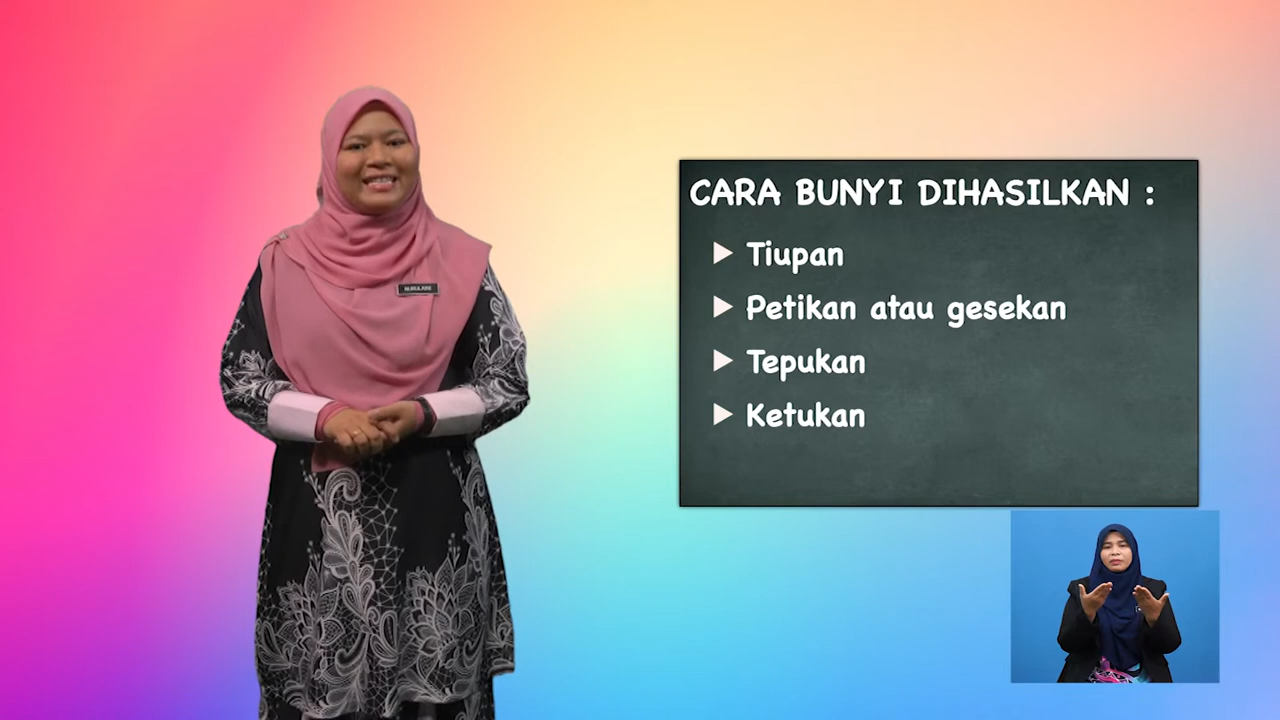 CARA BUNYI DIHASILKAN :
Tiupan
Petikan atau gesekan
Tepukan
Ketukan